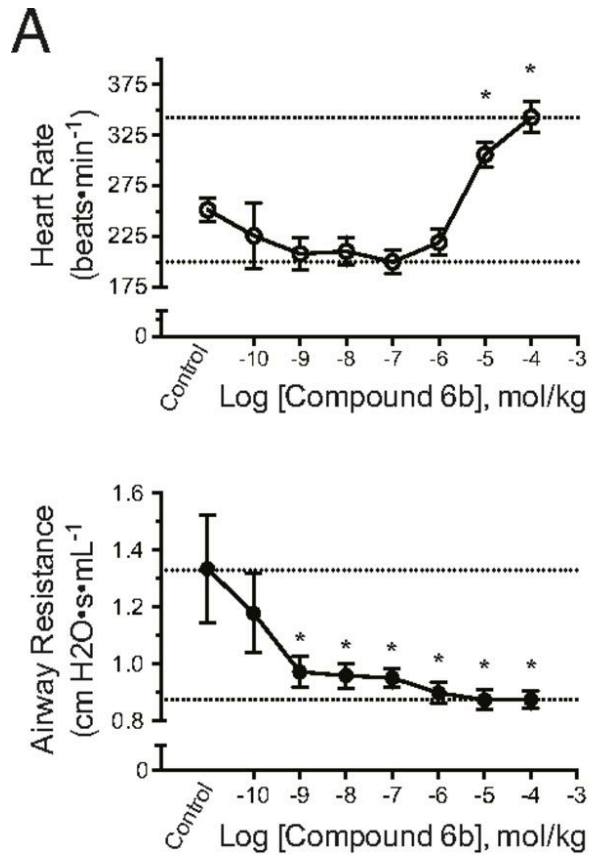 A
Heart Rate
(beats•min⁻¹)
375
325
275
225
175
0
* *
Control -10 -9 -8 -7 -6 -5 -4 -3
Log [Compound 6b], mol/kg
Airway Resistance
(cm H2O•s•mL⁻¹)
1.6
1.4
1.2
1.0
0.8
0
* * * * * *
Control -10 -9 -8 -7 -6 -5 -4 -3
Log [Compound 6b], mol/kg